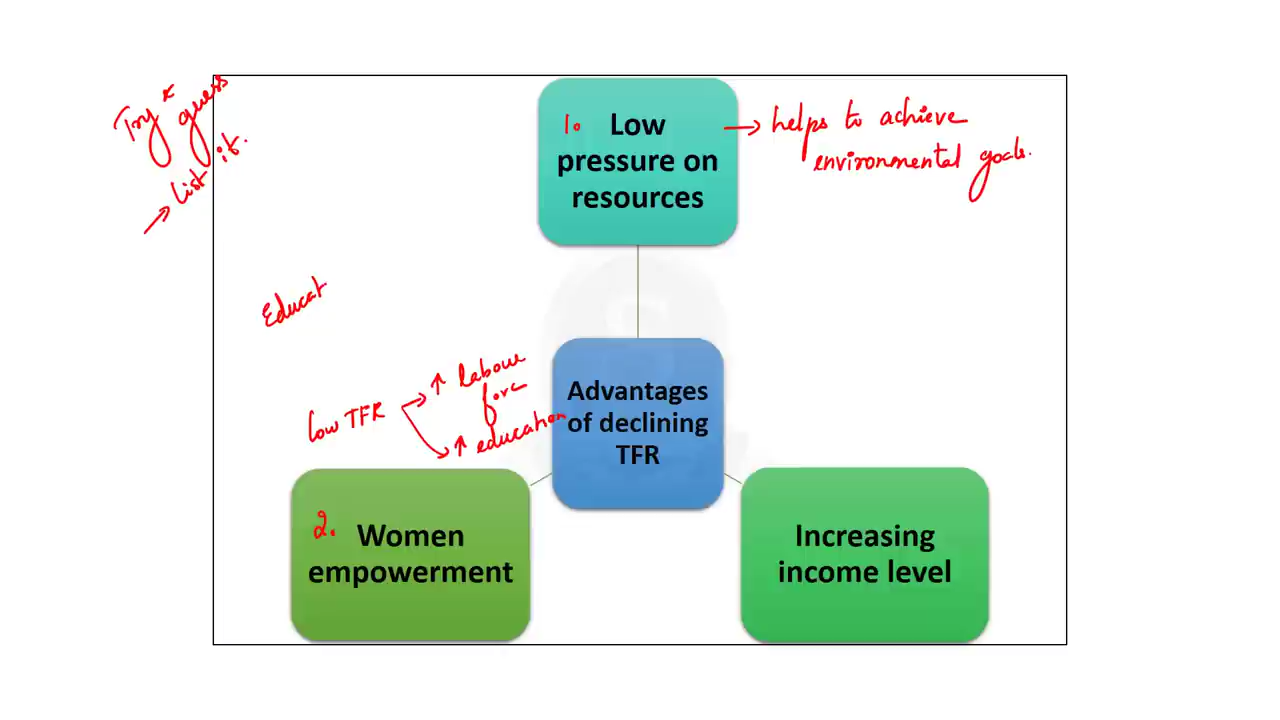 Try & guess
it.
→ list
1. Low
pressure on
resources
→ helps to achieve
environmental goals.
Educat
low TFR
↑ labour
force
↑ education
Advantages
of declining
TFR
2. Women
empowerment
Increasing
income level